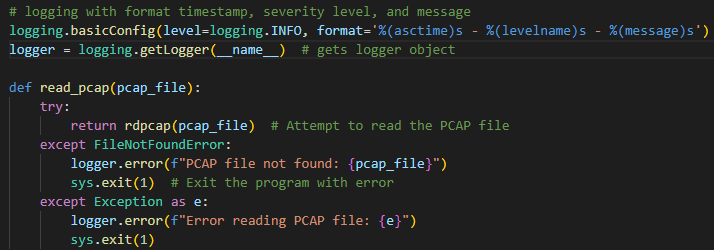 # logging with format timestamp, severity level, and message
logging.basicConfig(level=logging.INFO, format='%(asctime)s - %(levelname)s - %(message)s')
logger = logging.getLogger(__name__)  # gets logger object

def read_pcap(pcap_file):
    try:
        return rdpcap(pcap_file)  # Attempt to read the PCAP file
    except FileNotFoundError:
        logger.error(f"PCAP file not found: {pcap_file}")
        sys.exit(1)  # Exit the program with error
    except Exception as e:
        logger.error(f"Error reading PCAP file: {e}")
        sys.exit(1)